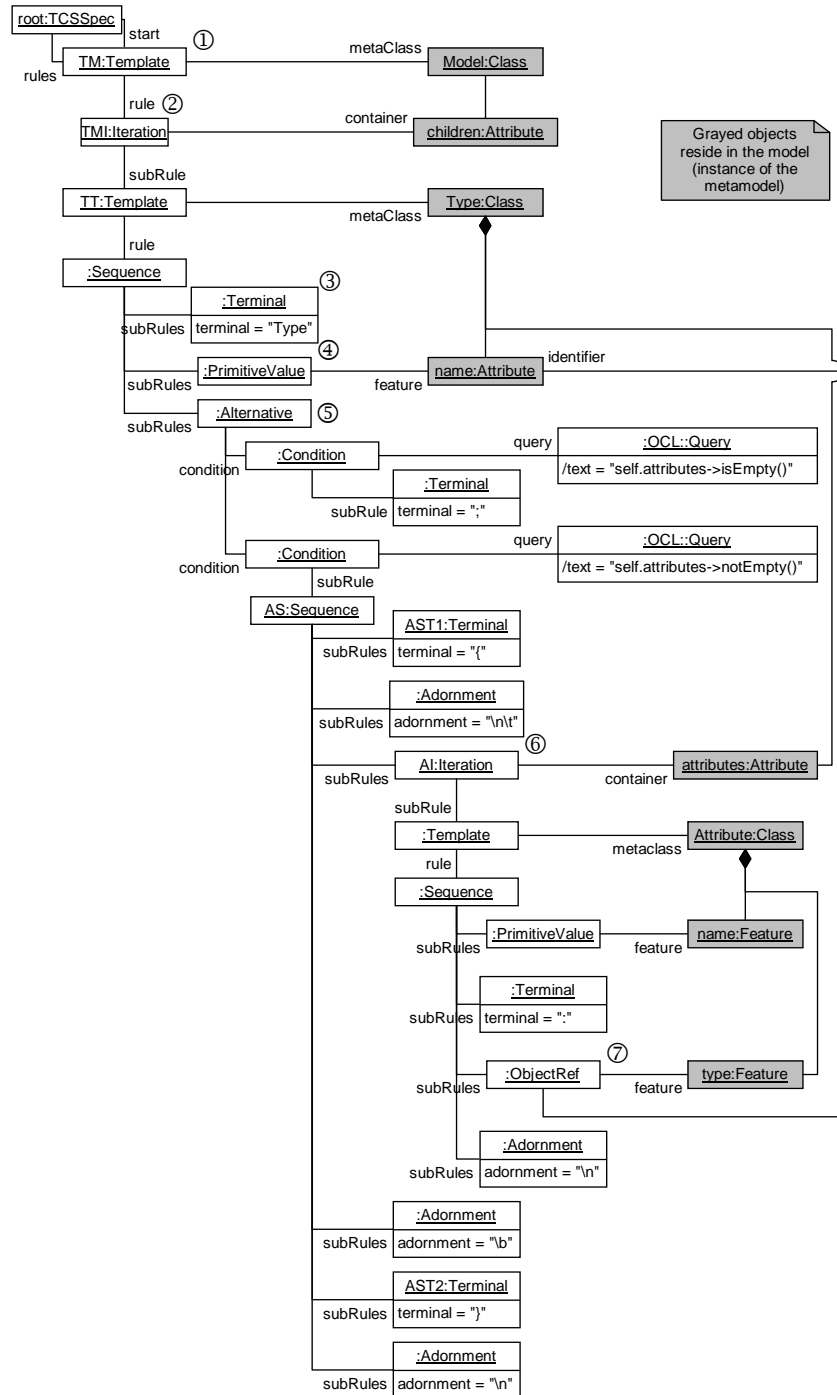 root:TCSSpec
start
rules
TM:Template
①
metaClass
Model:Class
rule
②
TMI:Iteration
container
children:Attribute
Grayed objects
reside in the model
(instance of the
metamodel)
subRule
TT:Template
metaClass
Type:Class
rule
:Sequence
③
:Terminal
subRules
terminal = "Type"
④
:PrimitiveValue
subRules
feature
name:Attribute
identifier
:Alternative
⑤
subRules
condition
:Condition
query
:OCL::Query
/text = "self.attributes->isEmpty()"
:Terminal
subRule
terminal = ";"
condition
:Condition
query
:OCL::Query
/text = "self.attributes->notEmpty()"
subRule
AS:Sequence
AST1:Terminal
subRules
terminal = "{"
:Adornment
subRules
adornment = "\n\t"
⑥
AI:Iteration
subRules
container
attributes:Attribute
subRule
:Template
metaclass
Attribute:Class
rule
:Sequence
:PrimitiveValue
subRules
feature
name:Feature
:Terminal
subRules
terminal = ":"
⑦
:ObjectRef
subRules
feature
type:Feature
:Adornment
subRules
adornment = "\n"
:Adornment
subRules
adornment = "\b"
AST2:Terminal
subRules
terminal = "}"
:Adornment
subRules
adornment = "\n"